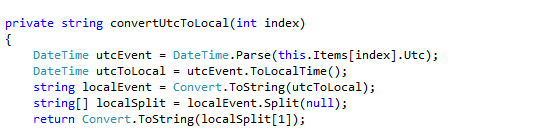 private string convertUtcToLocal(int index)
{
    DateTime utcEvent = DateTime.Parse(this.Items[index].Utc);
    DateTime utcToLocal = utcEvent.ToLocalTime();
    string localEvent = Convert.ToString(utcToLocal);
    string[] localSplit = localEvent.Split(null);
    return Convert.ToString(localSplit[1]);